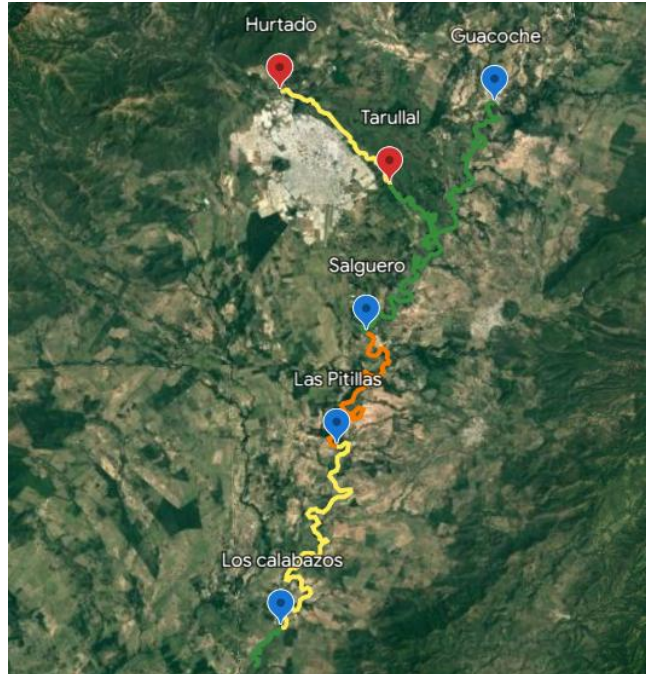 Hurtado
Guacoche
Tarullal
Salguero
Las Pitillas
Los calabazos